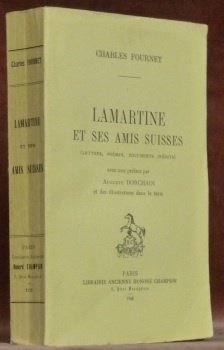 Charles FOURNET
LAMARTINE
ET SES
AMIS SUISSES
PARIS
Honoré CHAMPION
CHARLES FOURNET
LAMARTINE
ET SES AMIS SUISSES
(LETTRES, POÈMES, DOCUMENTS INÉDITS)
avec une préface par
AUGUSTE DORCHAIN
et des illustrations dans le texte
PARIS
LIBRAIRIE ANCIENNE HONORÉ CHAMPION
5, QUAI MALAQUAIS